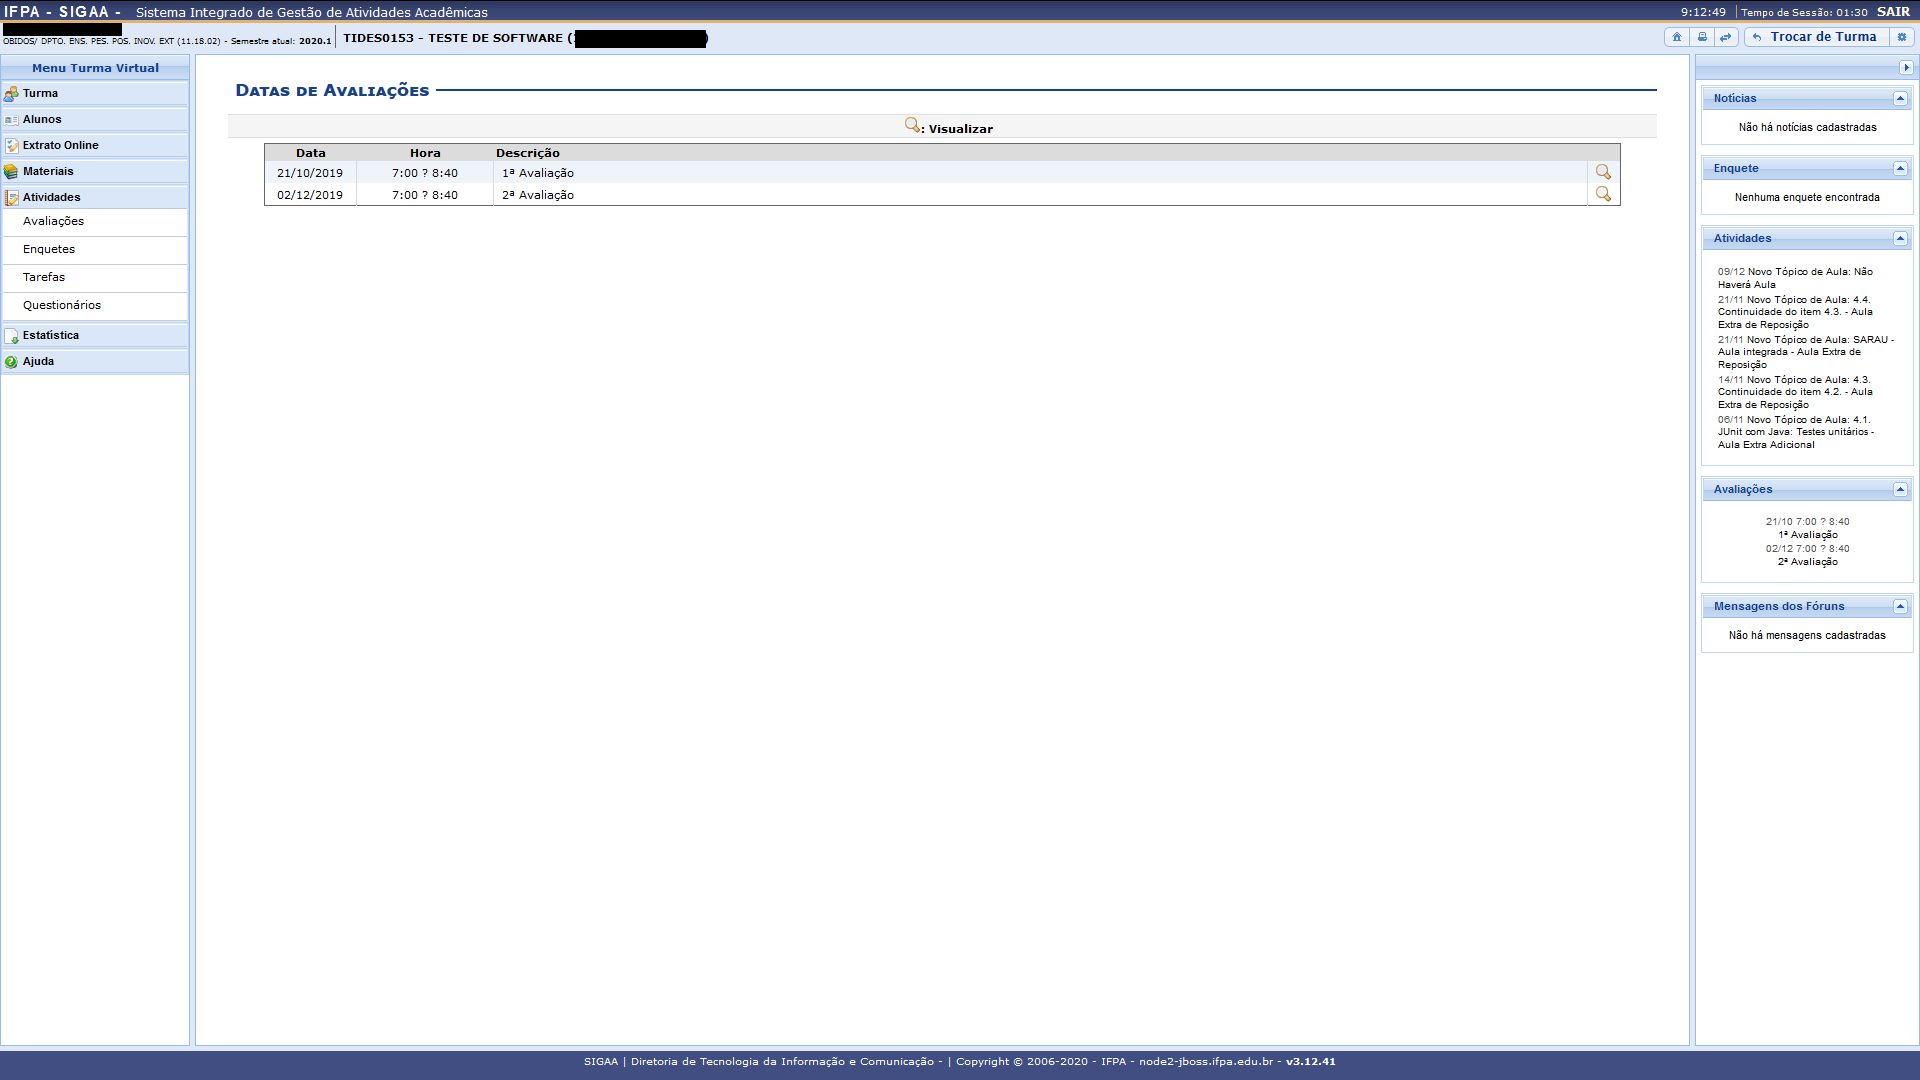 IFPA - SIGAA - Sistema Integrado de Gestão de Atividades Acadêmicas
9:12:49 Tempo de Sessão: 01:30 SAIR
OBIDOS/ DPTO. ENS. PES. POS. INOV. EXT (11.18.02) - Semestre atual: 2020.1
TIDES0153 - TESTE DE SOFTWARE (
)
Trocar de Turma
Menu Turma Virtual
Turma
Alunos
Extrato Online
Materiais
Atividades
Avaliações
Enquetes
Tarefas
Questionários
Estatística
Ajuda
Datas de Avaliações
: Visualizar
Data Hora Descrição
21/10/2019 7:00 ? 8:40 1ª Avaliação
02/12/2019 7:00 ? 8:40 2ª Avaliação
Notícias
Não há notícias cadastradas
Enquete
Nenhuma enquete encontrada
Atividades
09/12 Novo Tópico de Aula: Não
Haverá Aula
21/11 Novo Tópico de Aula: 4.4.
Continuidade do item 4.3. - Aula
Extra de Reposição
21/11 Novo Tópico de Aula: SARAU -
Aula integrada - Aula Extra de
Reposição
14/11 Novo Tópico de Aula: 4.3.
Continuidade do item 4.2. - Aula
Extra de Reposição
06/11 Novo Tópico de Aula: 4.1.
JUnit com Java: Testes unitários -
Aula Extra Adicional
Avaliações
21/10 7:00 ? 8:40
1ª Avaliação
02/12 7:00 ? 8:40
2ª Avaliação
Mensagens dos Fóruns
Não há mensagens cadastradas
SIGAA | Diretoria de Tecnologia da Informação e Comunicação - | Copyright © 2006-2020 - IFPA - node2-jboss.ifpa.edu.br - v3.12.41